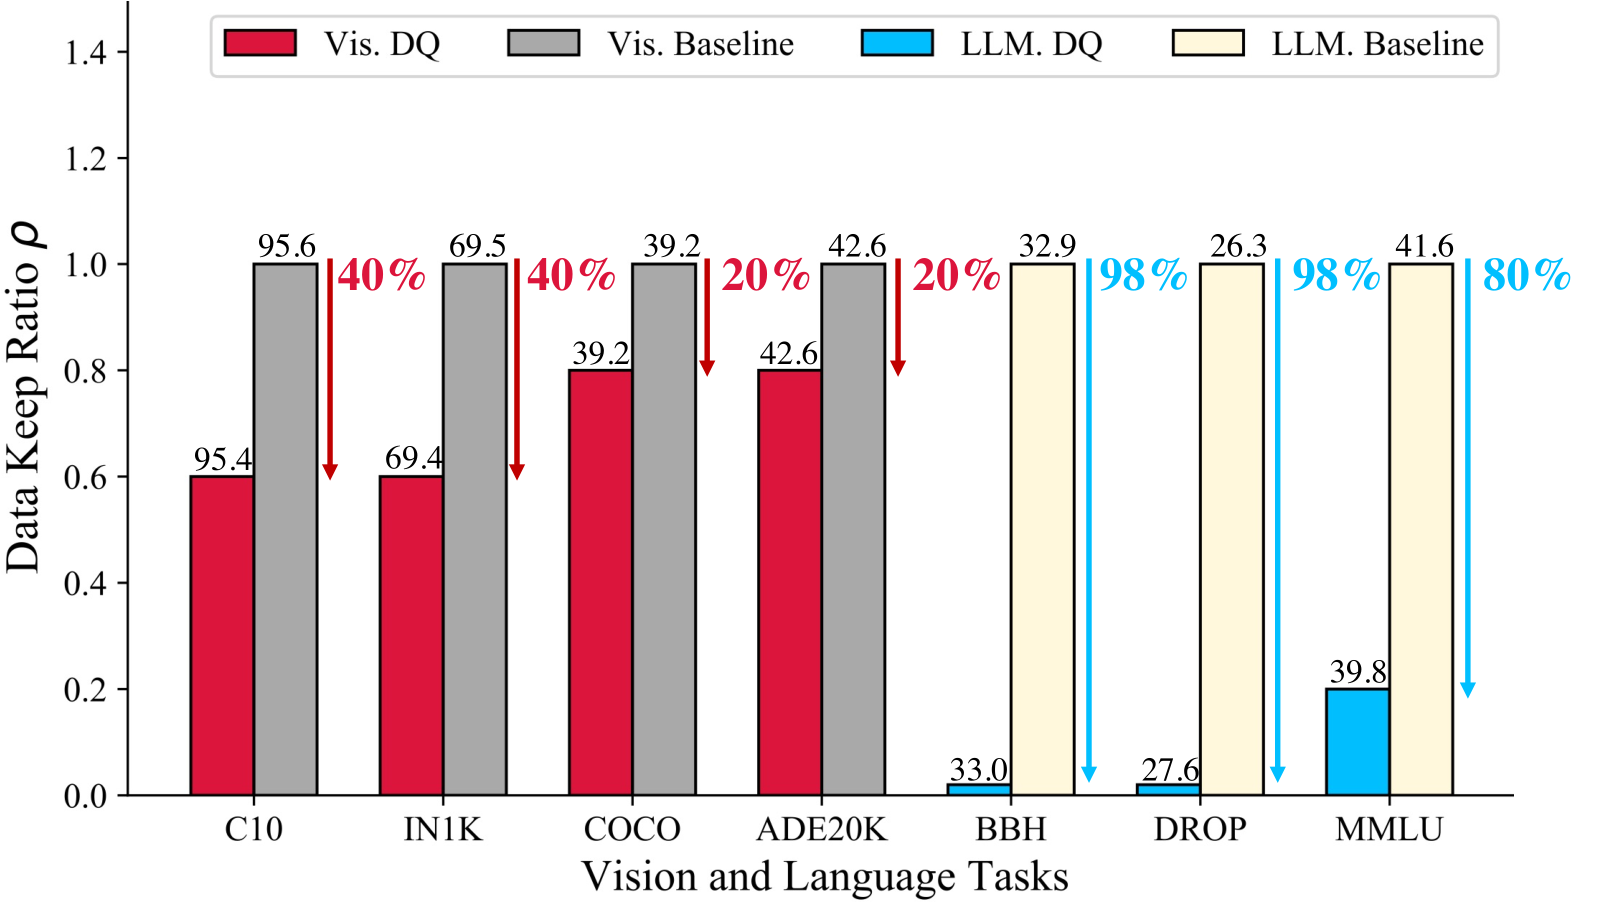 Vis. DQ Vis. Baseline LLM. DQ LLM. Baseline
Data Keep Ratio ρ
1.4
1.2
1.0
0.8
0.6
0.4
0.2
0.0
95.6 69.5 39.2 42.6 32.9 26.3 41.6
40% 40% 20% 20% 98% 98% 80%
39.2 42.6
95.4 69.4
39.8
33.0 27.6
C10 IN1K COCO ADE20K BBH DROP MMLU
Vision and Language Tasks